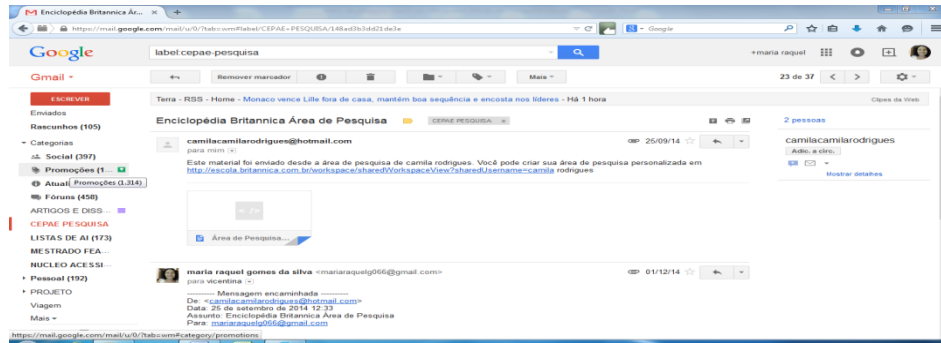 Enciclopédia Britannica Ár...
https://mail.google.com/mail/u/0/?tab=wm#label/CEPAE+PESQUISA/148ad3b3dd21de3e
Google
Google
label:cepae-pesquisa
+maria raquel
Gmail
Remover marcador
Mais
23 de 37
ESCREVER
Terra - RSS - Home - Monaco vence Lille fora de casa, mantém boa sequência e encosta nos líderes - Há 1 hora
Clipes da Web
Enviados
Rascunhos (105)
Categorias
Social (397)
Promoções (1...
Atuali
Promoções (1.314)
Fóruns (458)
ARTIGOS E DISS...
CEPAE PESQUISA
LISTAS DE AI (173)
MESTRADO FEA...
NUCLEO ACESSI...
Pessoal (192)
PROJETO
Viagem
Mais
Enciclopédia Britannica Área de Pesquisa
CEPAE PESQUISA x
camilacamilarodrigues@hotmail.com
25/09/14
para mim
Este material foi enviado desde a área de pesquisa de camila rodrigues. Você pode criar sua área de pesquisa personalizada em
http://escola.britannica.com.br/workspace/sharedWorkspaceView?sharedUsername=camila rodrigues
Área de Pesquisa...
maria raquel gomes da silva <mariaraquelg066@gmail.com>
01/12/14
para vicentina
---------- Mensagem encaminhada ----------
De: <camilacamilarodrigues@hotmail.com>
Data: 25 de setembro de 2014 12:33
Assunto: Enciclopédia Britannica Área de Pesquisa
Para: mariaraquelg066@gmail.com
2 pessoas
camilacamilarodrigues
Adic. a círc.
Mostrar detalhes
https://mail.google.com/mail/u/0/?tab=wm#category/promotions